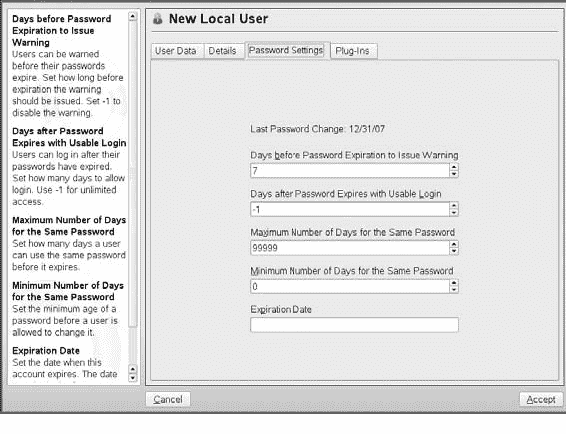 Days before Password
Expiration to Issue
Warning
Users can be warned
before their passwords
expire. Set how long before
expiration the warning
should be issued. Set -1 to
disable the warning.
Days after Password
Expires with Usable Login
Users can log in after their
passwords have expired.
Set how many days to allow
login. Use -1 for unlimited
access.
Maximum Number of Days
for the Same Password
Set how many days a user
can use the same password
before it expires.
Minimum Number of Days
for the Same Password
Set the minimum age of a
password before a user is
allowed to change it.
Expiration Date
Set the date when this
account expires. The date
New Local User
User Data Details Password Settings Plug-Ins
Last Password Change: 12/31/07
Days before Password Expiration to Issue Warning
7
Days after Password Expires with Usable Login
-1
Maximum Number of Days for the Same Password
99999
Minimum Number of Days for the Same Password
0
Expiration Date
Cancel Accept